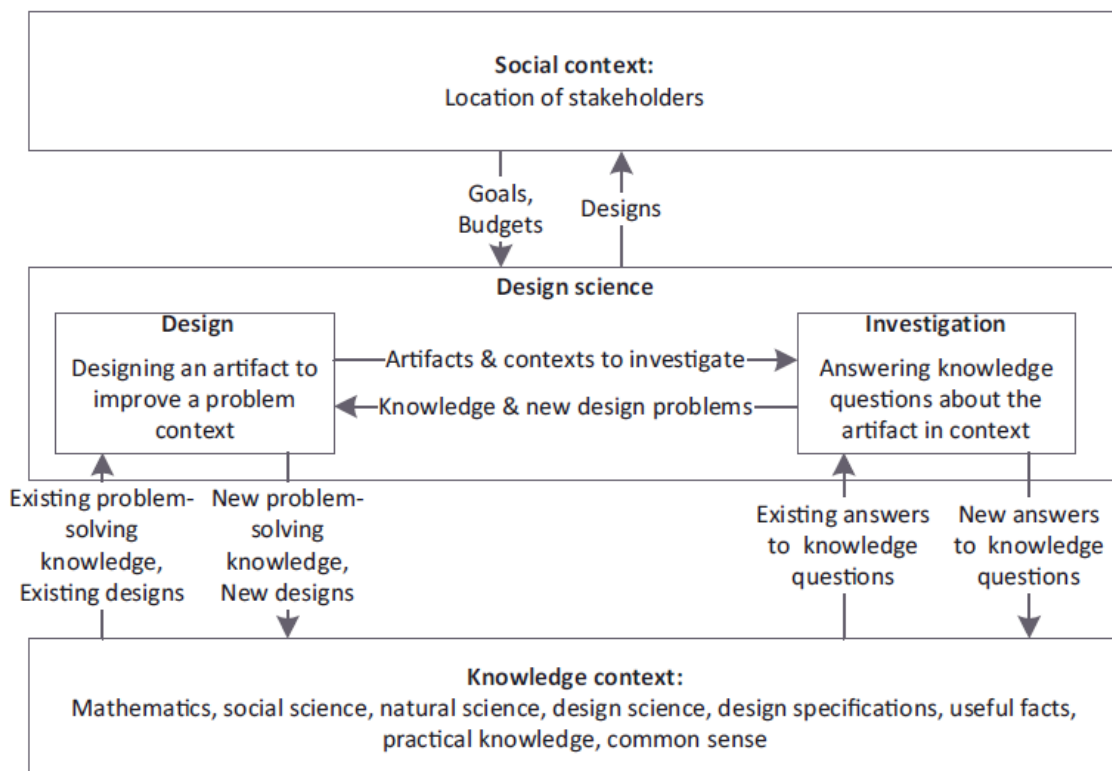 Social context:
Location of stakeholders
Goals,
Budgets
Designs
Design science
Design
Designing an artifact to
improve a problem
context
Artifacts & contexts to investigate
Knowledge & new design problems
Investigation
Answering knowledge
questions about the
artifact in context
Existing problem-
solving
knowledge,
Existing designs
New problem-
solving
knowledge,
New designs
Existing answers
to knowledge
questions
New answers
to knowledge
questions
Knowledge context:
Mathematics, social science, natural science, design science, design specifications, useful facts,
practical knowledge, common sense